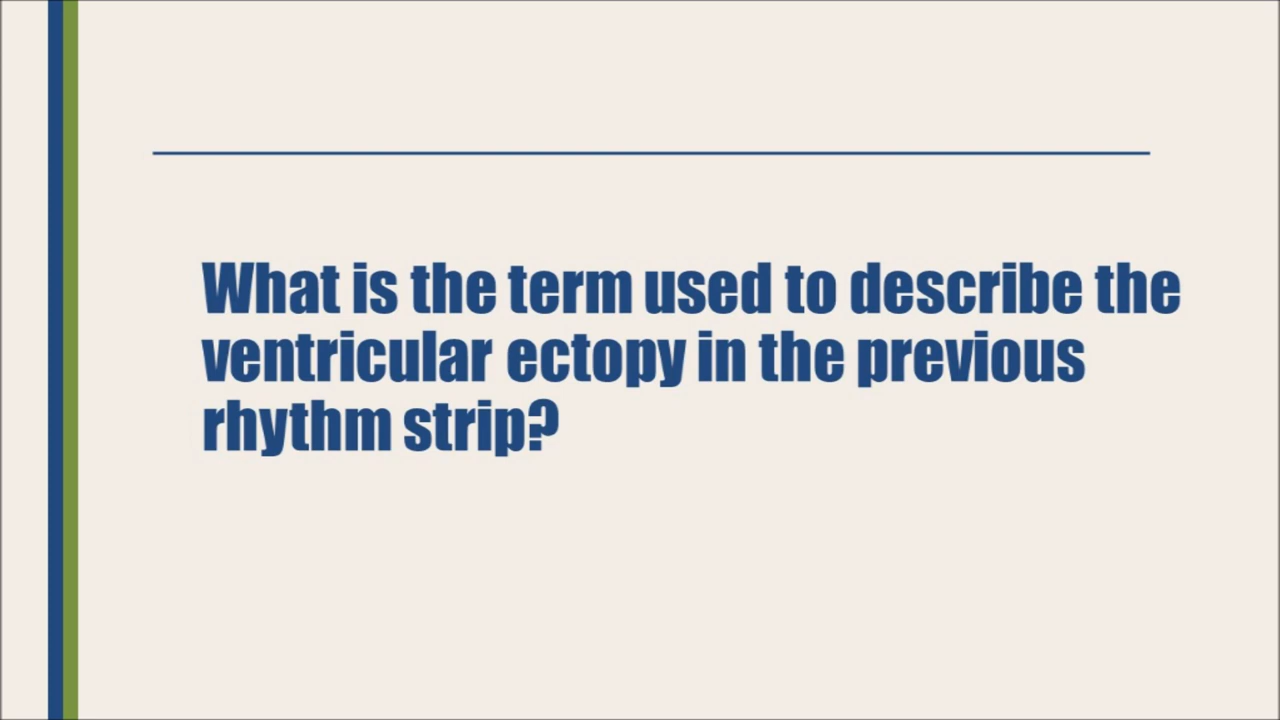 What is the term used to describe the
ventricular ectopy in the previous
rhythm strip?